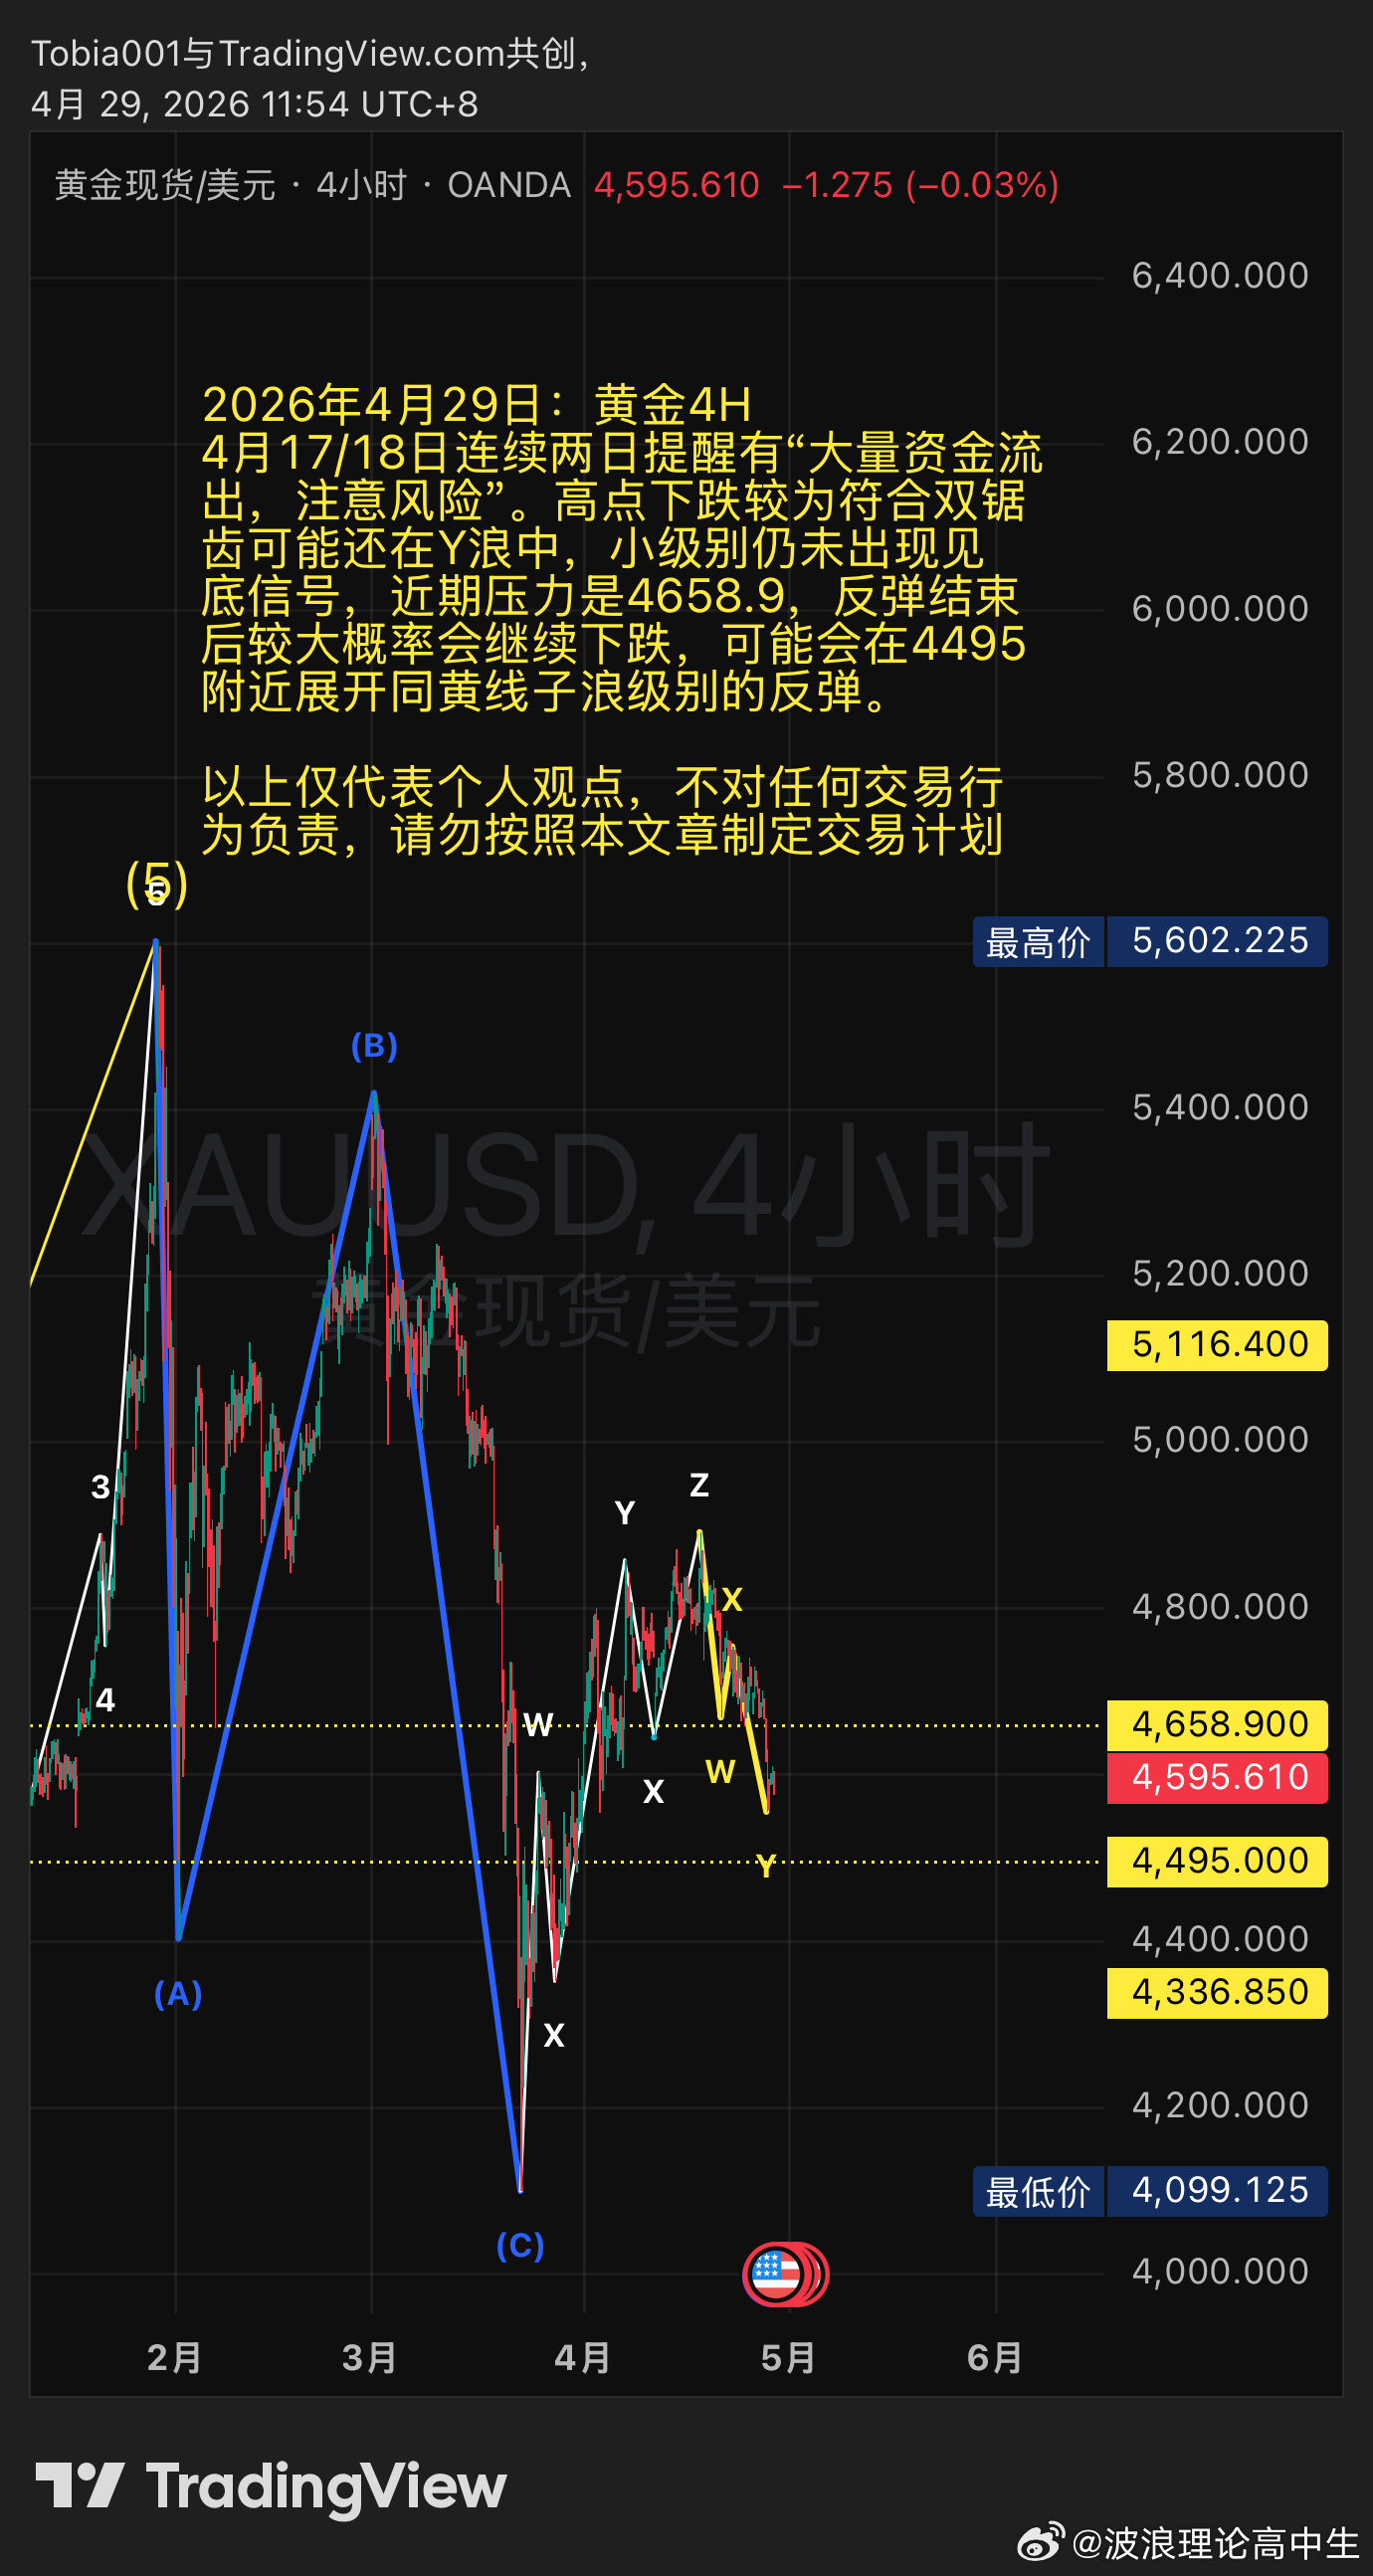 Tobia001与TradingView.com共创，
4月 29, 2026 11:54 UTC+8
黄金现货/美元 · 4小时 · OANDA 4,595.610 −1.275 (−0.03%)
6,400.000
2026年4月29日：黄金4H
4月17/18日连续两日提醒有“大量资金流
出，注意风险”。高点下跌较为符合双锯
齿可能还在Y浪中，小级别仍未出现见
底信号，近期压力是4658.9，反弹结束
后较大概率会继续下跌，可能会在4495
附近展开同黄线子浪级别的反弹。
以上仅代表个人观点，不对任何交易行
为负责，请勿按照本文章制定交易计划
6,200.000
6,000.000
5,800.000
(5)
5
最高价 5,602.225
(B)
5,400.000
XAUUSD, 4小时
黄金现货/美元
5,200.000
5,116.400
5,000.000
3
Z
Y
X
4,800.000
4
W
4,658.900
X
W
4,595.610
Y
4,495.000
(A)
4,400.000
4,336.850
X
4,200.000
最低价 4,099.125
(C)
4,000.000
2月 3月 4月 5月 6月
TradingView
@波浪理论高中生